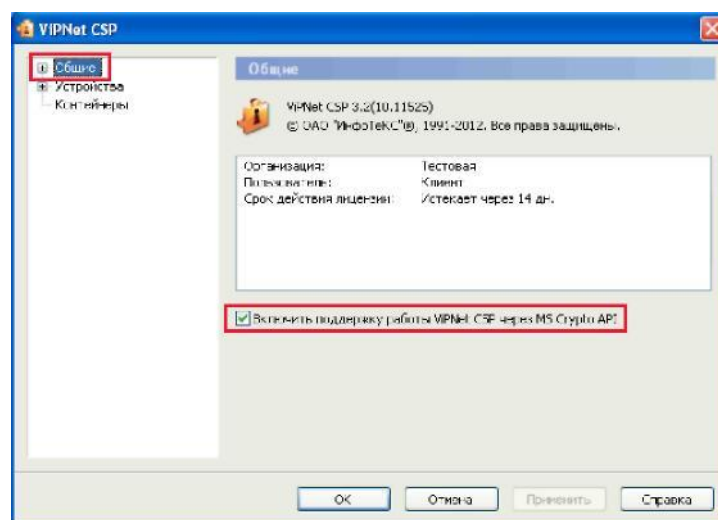 ViPNet CSP
Общие
Устройства
Контейнеры
Общие
ViPNet CSP 3.2(10.11525)
© ОАО "ИнфоТеКС"®, 1991-2012. Все права защищены.
Организация: Тестовая
Пользователь: Клиент
Срок действия лицензии: Истекает через 14 дн.
Включить поддержку работы ViPNet CSP через MS Crypto API
OK Отмена Применить Справка